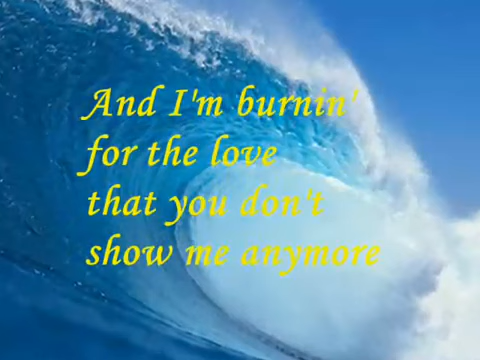 And I'm burnin'
for the love
that you don't
show me anymore